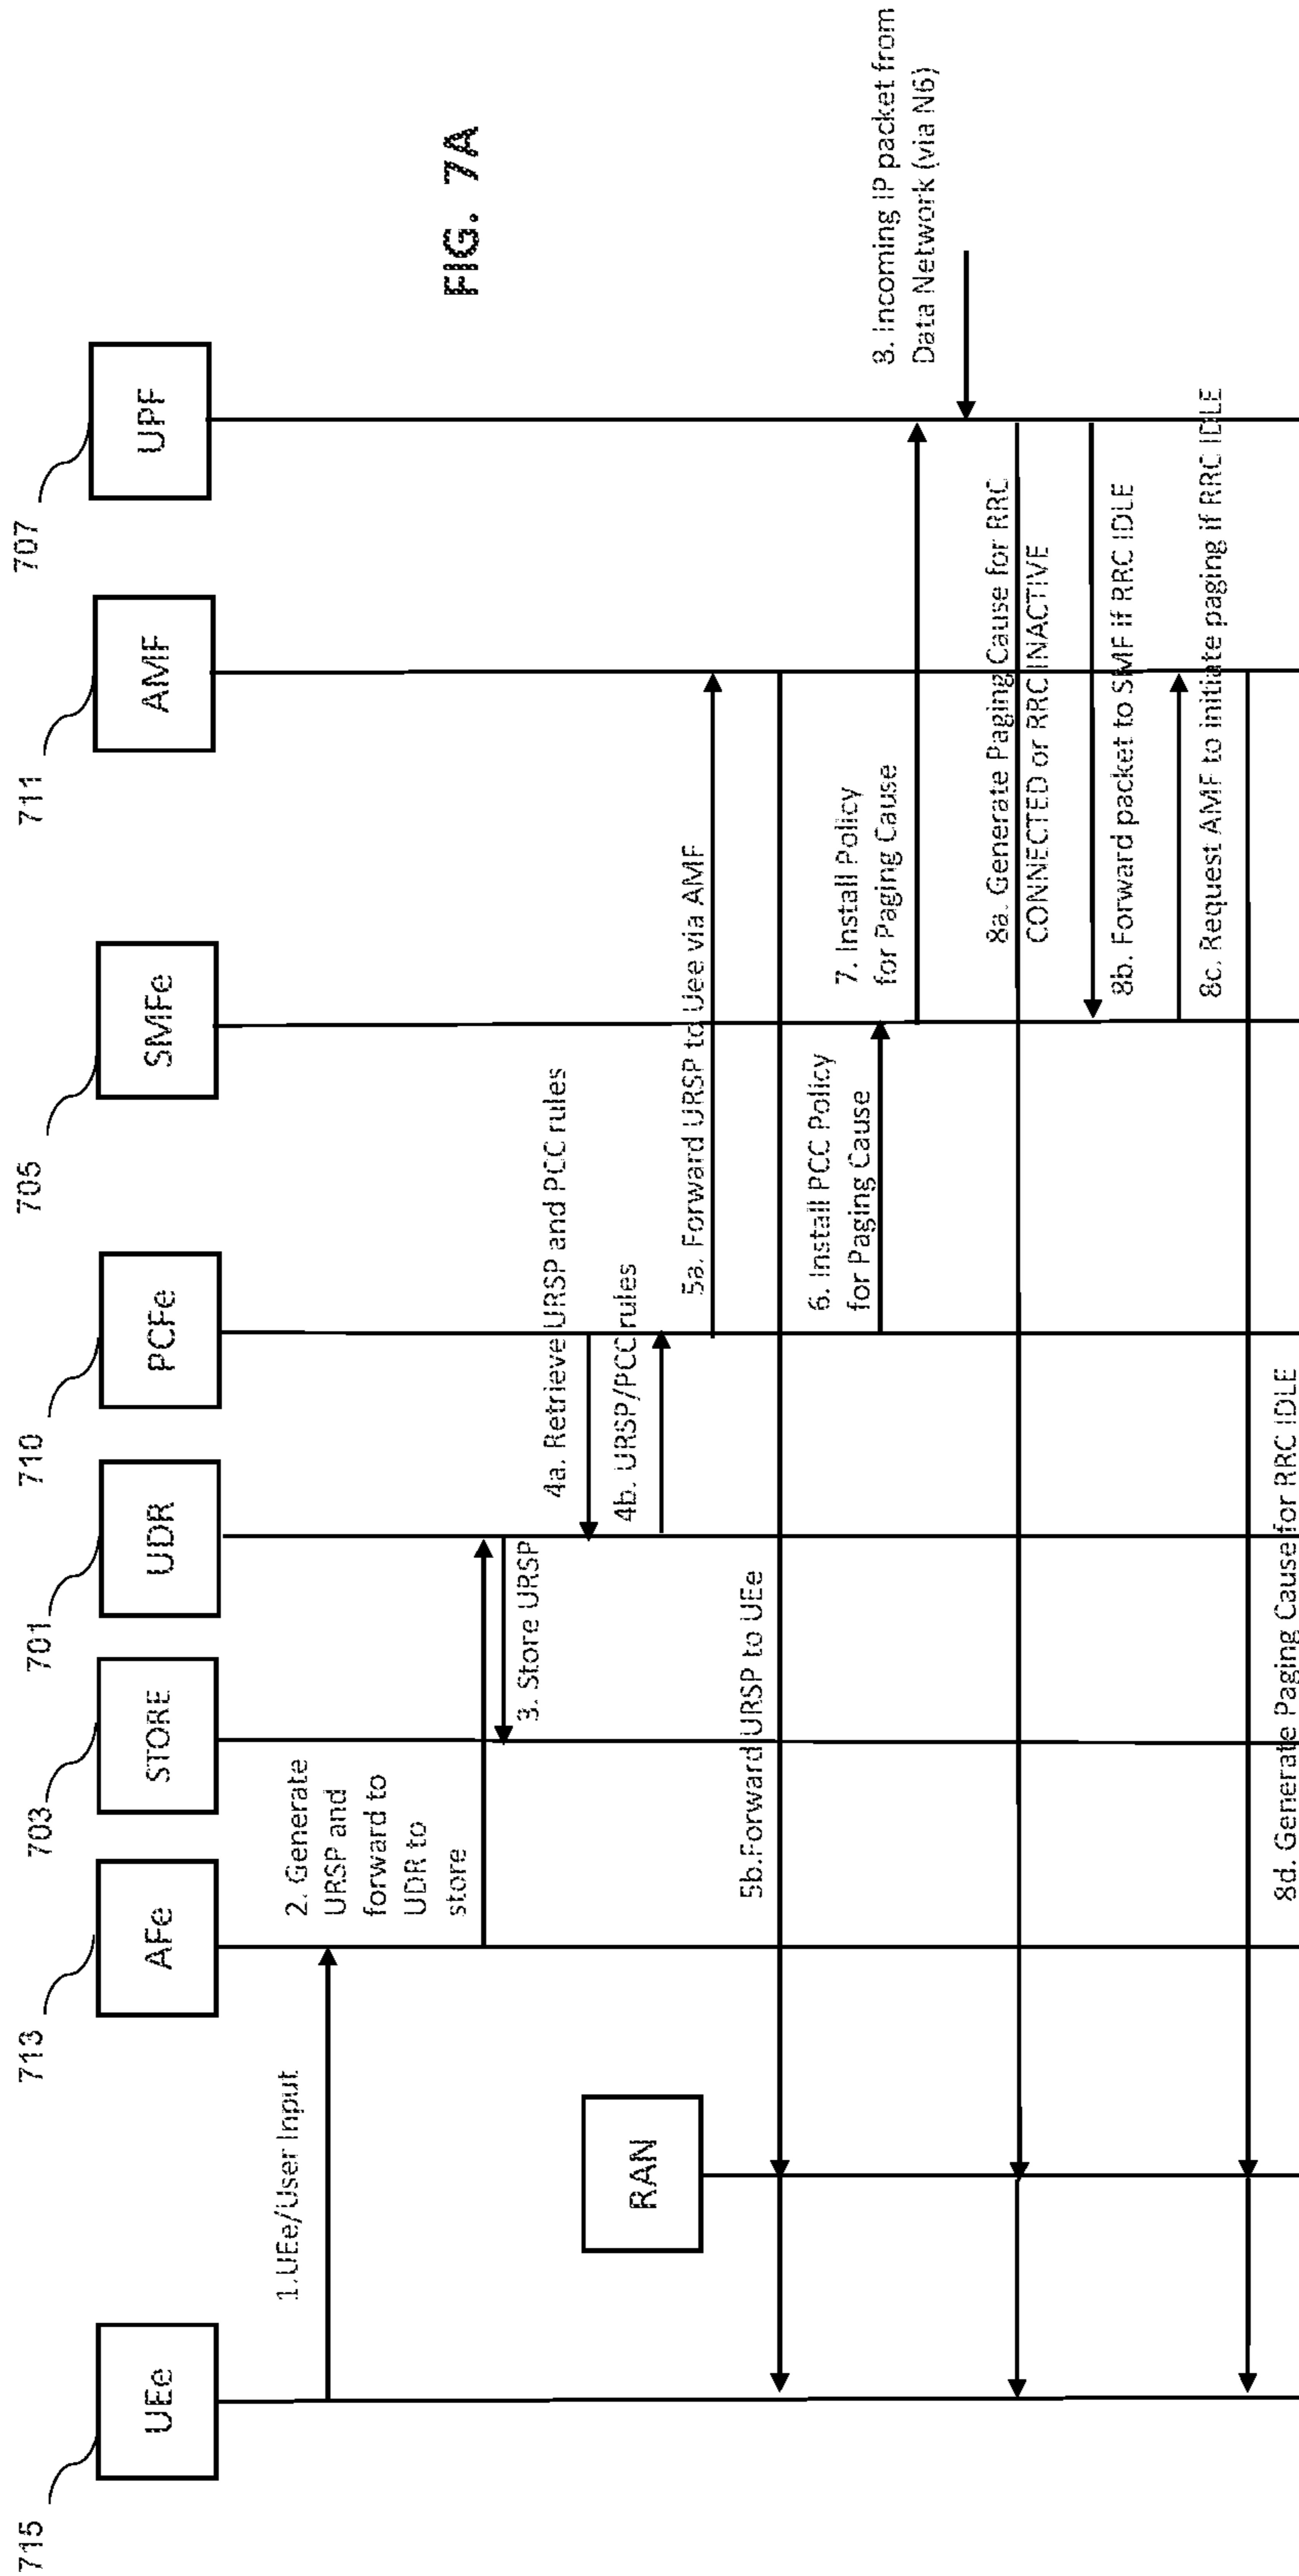 715
713
703
701
710
705
711
707
UEe
AFe
STORE
UDR
PCFe
SMFe
AMF
UPF
1.UEe/User Input
2. Generate
URSP and
forward to
UDR to
store
FIG. 7A
3. Store URSP
4a. Retrieve URSP and PCC rules
RAN
4b. URSP/PCC rules
5a. Forward URSP to Uee via AMF
5b.Forward URSP to UEe
6. Install PCC Policy
for Paging Cause
7. Install Policy
for Paging Cause
8. Incoming IP packet from
Data Network (via N6)
8a. Generate Paging Cause for RRC
CONNECTED or RRC INACTIVE
8b. Forward packet to SMF if RRC IDLE
8c. Request AMF to initiate paging if RRC IDLE
8d. Generate Paging Cause for RRC IDLE